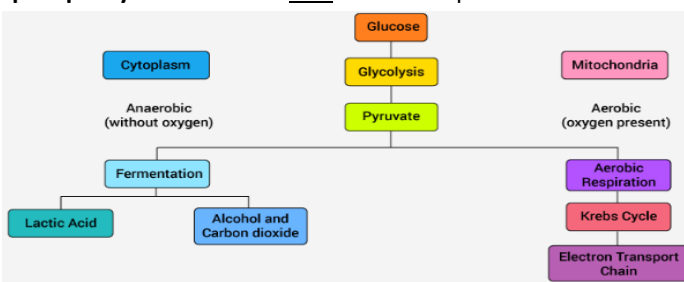 Glucose
Cytoplasm
Glycolysis
Mitochondria
Anaerobic
(without oxygen)
Pyruvate
Aerobic
(oxygen present)
Fermentation
Aerobic
Respiration
Lactic Acid
Alcohol and
Carbon dioxide
Krebs Cycle
Electron Transport
Chain